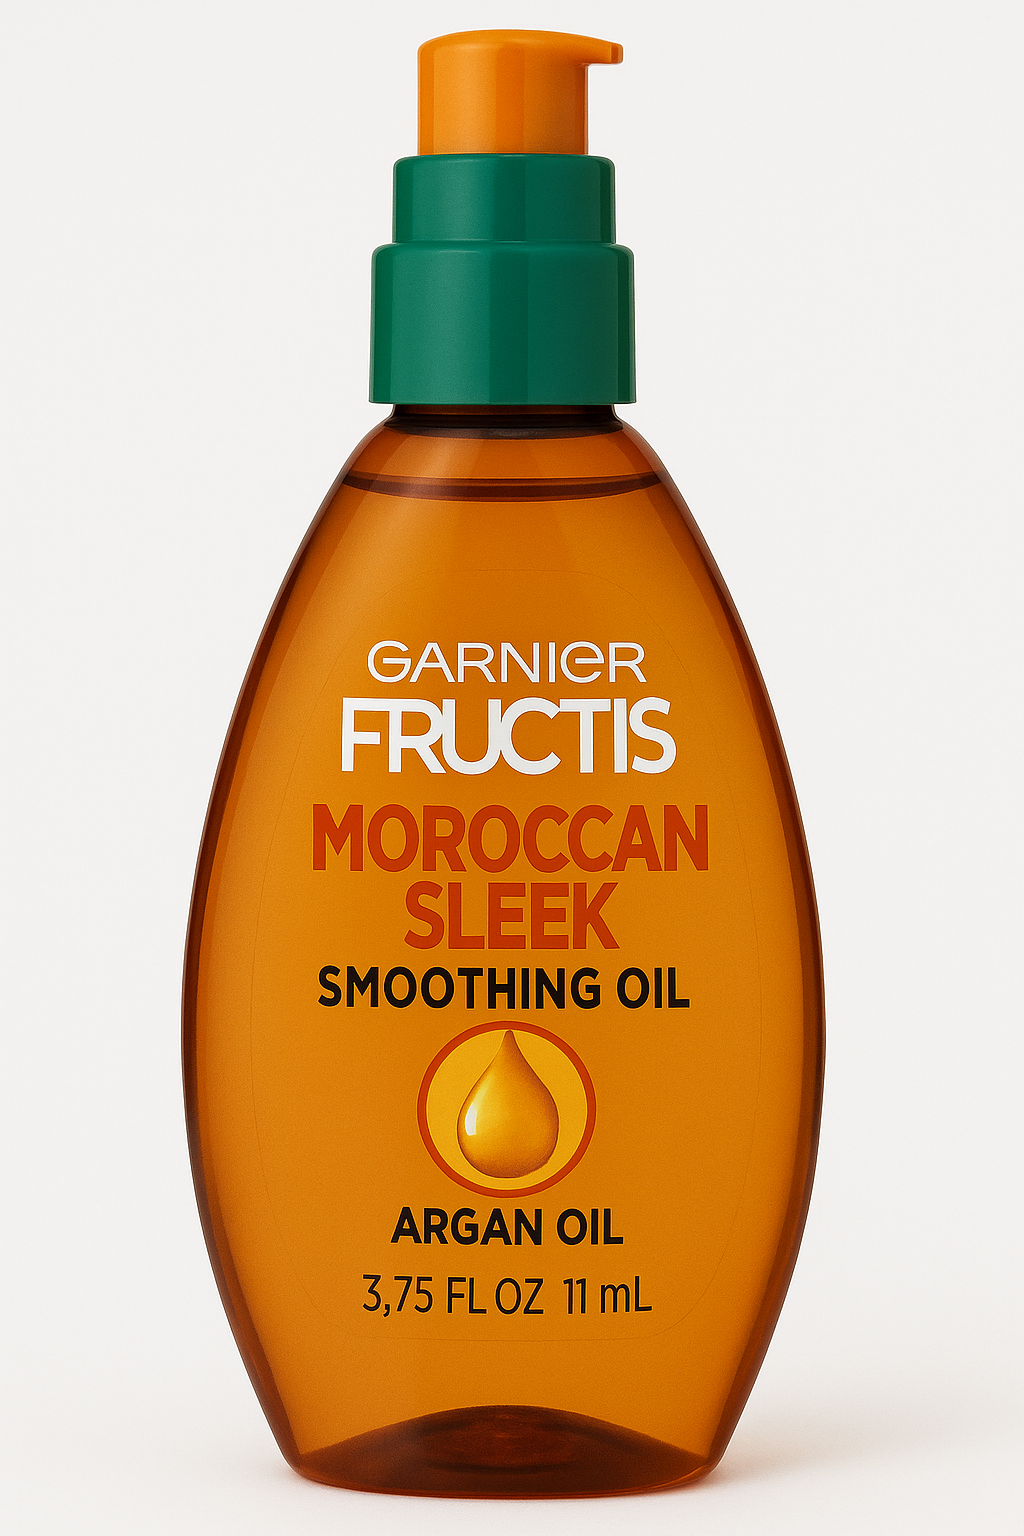 GARNIER
FRUCTIS
MOROCCAN
SLEEK
SMOOTHING OIL
ARGAN OIL
3,75 FL OZ 11 mL